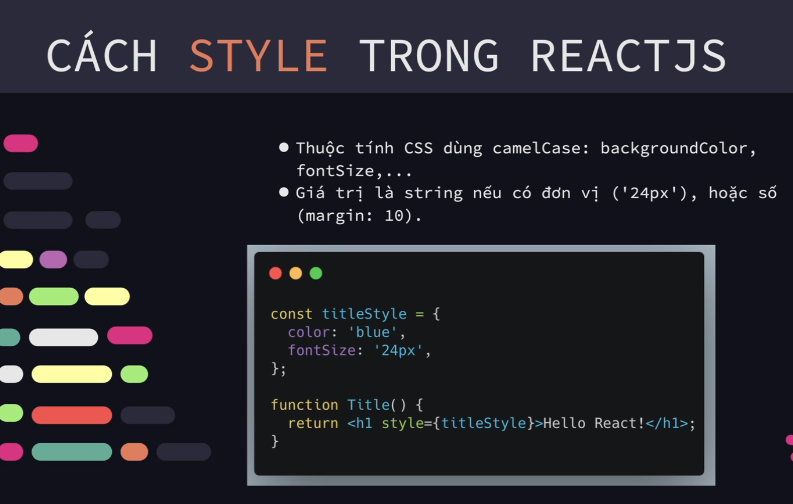 CÁCH STYLE TRONG REACTJS
● Thuộc tính CSS dùng camelCase: backgroundColor,
fontSize,...
● Giá trị là string nếu có đơn vị ('24px'), hoặc số
(margin: 10).
const titleStyle = {
  color: 'blue',
  fontSize: '24px',
};
function Title() {
  return <h1 style={titleStyle}>Hello React!</h1>;
}